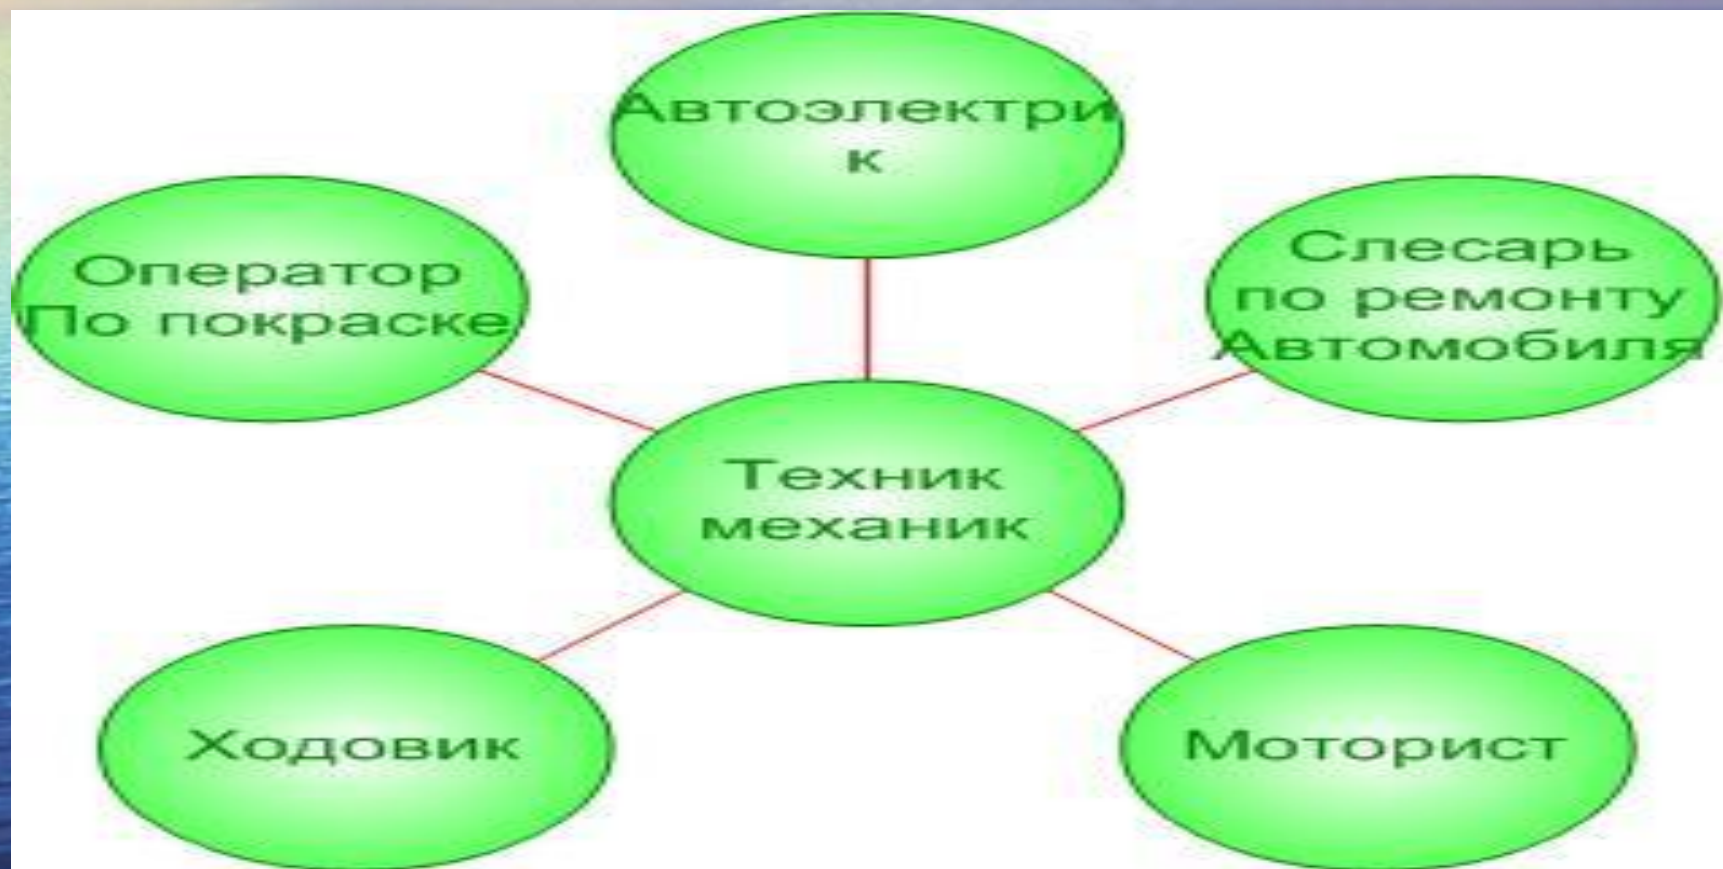 Автоэлектри
к
Оператор
По покраске
Слесарь
по ремонту
Автомобиля
Техник
механик
Ходовик
Моторист